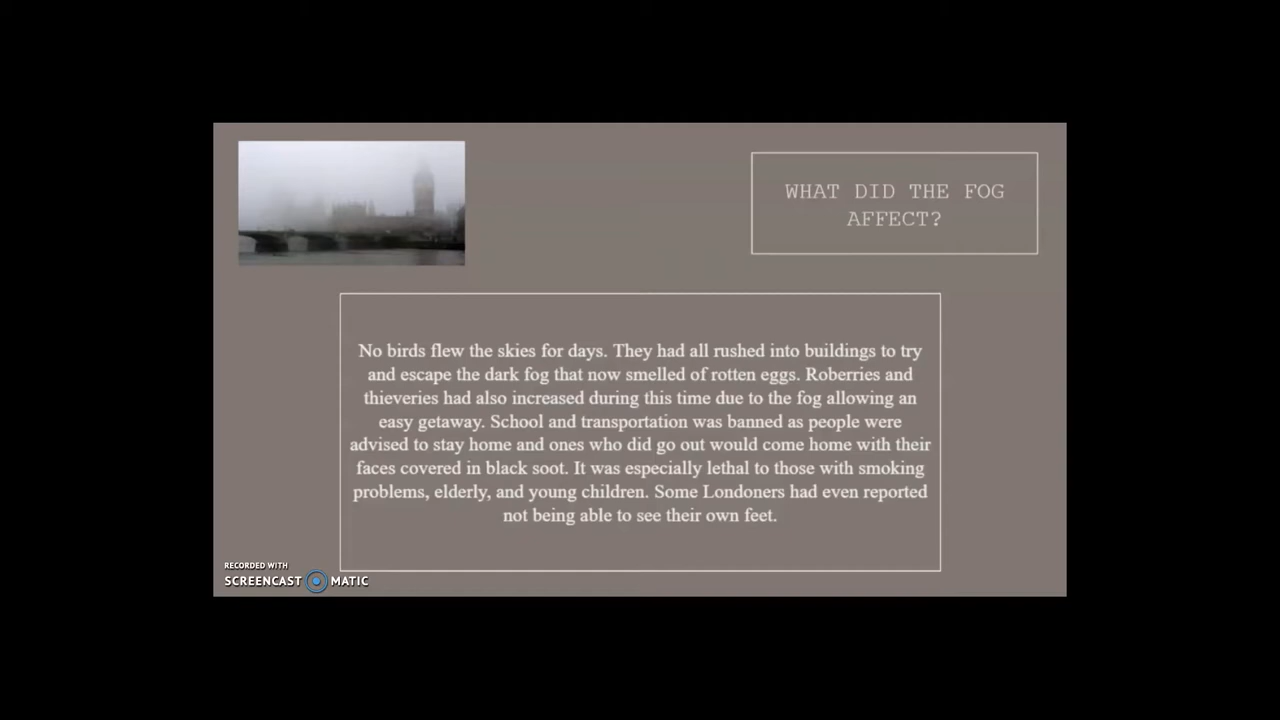 WHAT DID THE FOG
AFFECT?
No birds flew the skies for days. They had all rushed into buildings to try
and escape the dark fog that now smelled of rotten eggs. Roberries and
thieveries had also increased during this time due to the fog allowing an
easy getaway. School and transportation was banned as people were
advised to stay home and ones who did go out would come home with their
faces covered in black soot. It was especially lethal to those with smoking
problems, elderly, and young children. Some Londoners had even reported
not being able to see their own feet.
RECORDED WITH
SCREENCAST MATIC